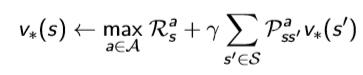 v_*(s) ← max_{a∈𝒜} ℛ_s^a + γ ∑_{s'∈𝒮} 𝒫_{ss'}^a v_*(s')